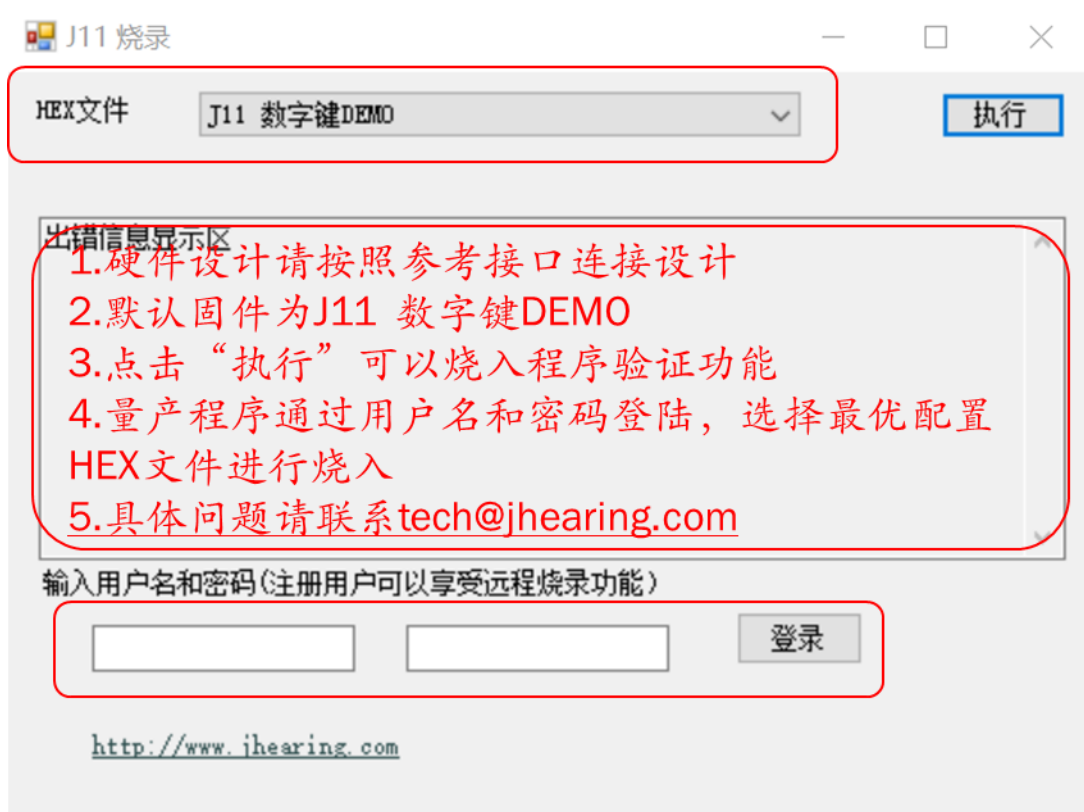 J11 烧录
HEX文件
J11 数字键DEMO
执行
出错信息显示区
1.硬件设计请按照参考接口连接设计
2.默认固件为J11 数字键DEMO
3.点击“执行”可以烧入程序验证功能
4.量产程序通过用户名和密码登陆，选择最优配置
HEX文件进行烧入
5.具体问题请联系tech@jhearing.com
输入用户名和密码(注册用户可以享受远程烧录功能)
登录
http://www.jhearing.com